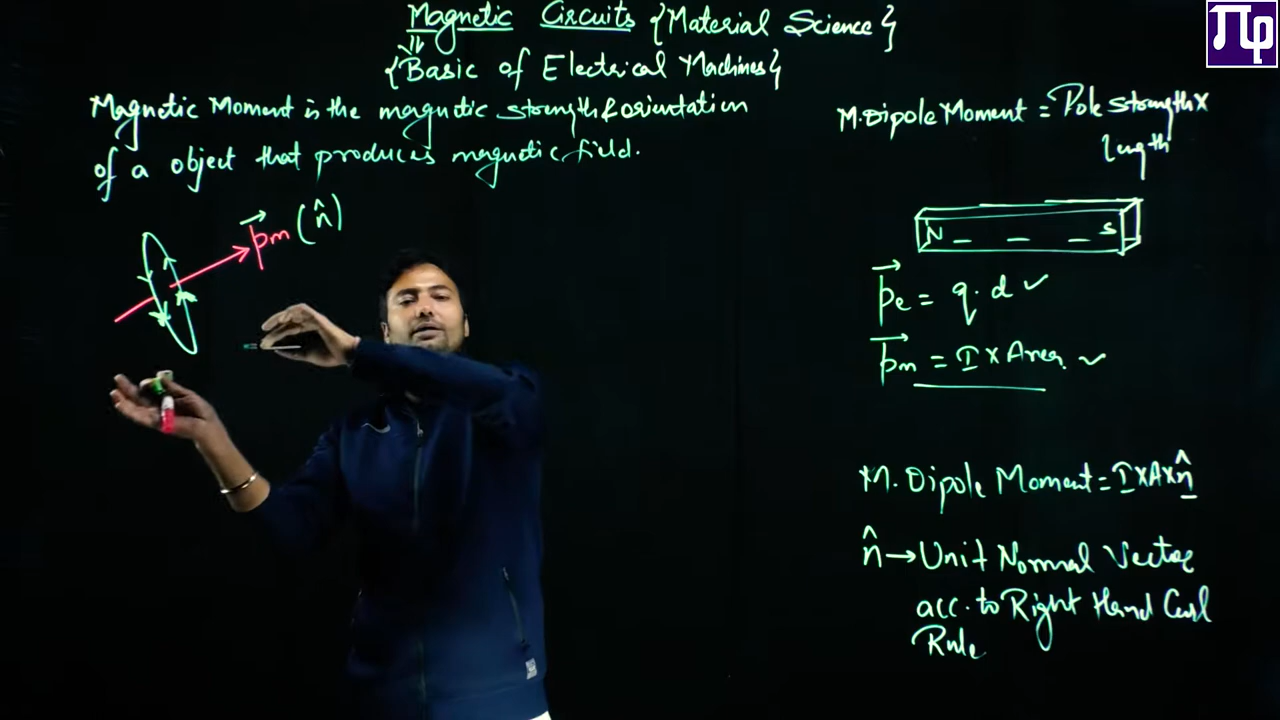 Magnetic Circuits {Material Science}
{Basic of Electrical Machines}
Magnetic Moment is the magnetic strength & orientation
of a object that produces magnetic field.
pm (n̂)
M. Dipole Moment = Pole Strength x
length
N S
pe = q. d ✓
pm = I x Area. ✓
M. Dipole Moment = I x A x n̂
n̂ → Unit Normal Vector
acc. to Right Hand Curl
Rule
Πφ